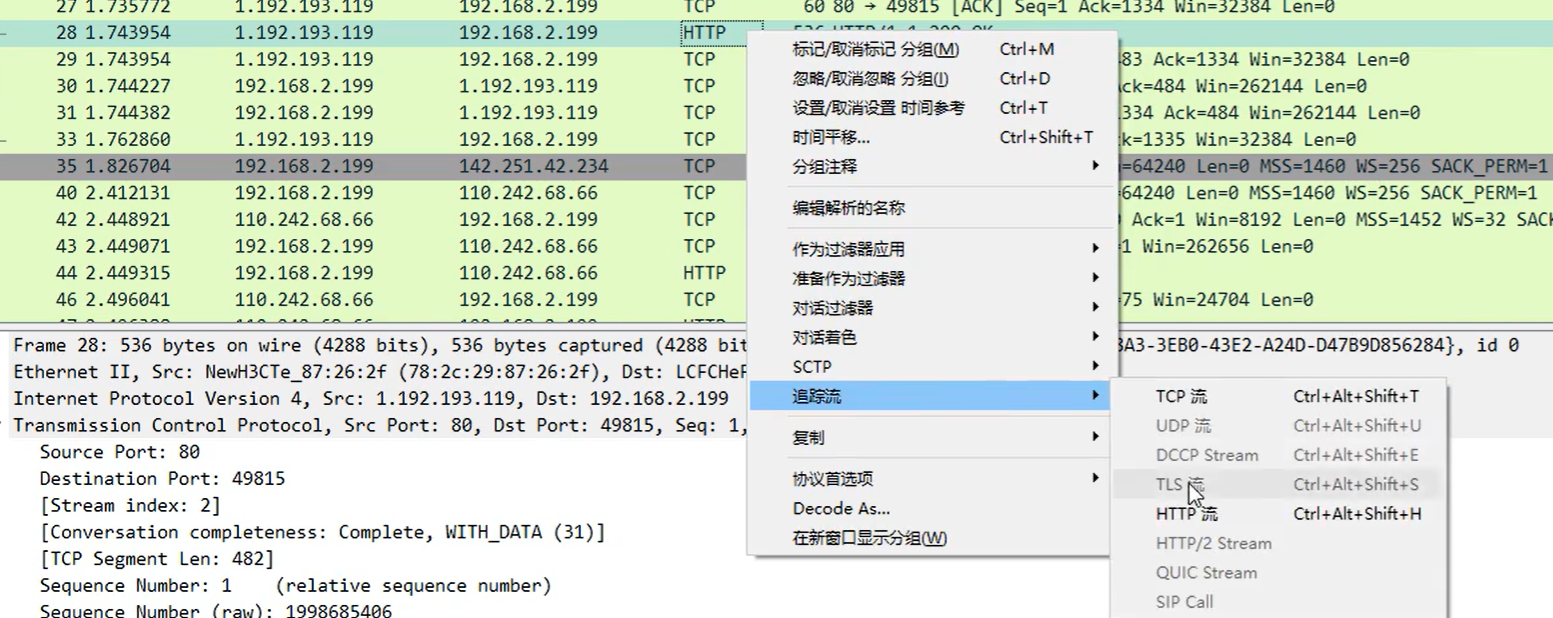 27 1.735772 1.192.193.119 192.168.2.199 TCP 60 80 → 49815 [ACK] Seq=1 Ack=1334 Win=32384 Len=0
28 1.743954 1.192.193.119 192.168.2.199 HTTP
29 1.743954 1.192.193.119 192.168.2.199 TCP 83 Ack=1334 Win=32384 Len=0
30 1.744227 192.168.2.199 1.192.193.119 TCP ck=484 Win=262144 Len=0
31 1.744382 192.168.2.199 1.192.193.119 TCP 334 Ack=484 Win=262144 Len=0
33 1.762860 1.192.193.119 192.168.2.199 TCP k=1335 Win=32384 Len=0
35 1.826704 192.168.2.199 142.251.42.234 TCP =64240 Len=0 MSS=1460 WS=256 SACK_PERM=1
40 2.412131 192.168.2.199 110.242.68.66 TCP 64240 Len=0 MSS=1460 WS=256 SACK_PERM=1
42 2.448921 110.242.68.66 192.168.2.199 TCP Ack=1 Win=8192 Len=0 MSS=1452 WS=32 SACK
43 2.449071 192.168.2.199 110.242.68.66 TCP 1 Win=262656 Len=0
44 2.449315 192.168.2.199 110.242.68.66 HTTP
46 2.496041 110.242.68.66 192.168.2.199 TCP 75 Win=24704 Len=0
标记/取消标记 分组(M) Ctrl+M
忽略/取消忽略 分组(I) Ctrl+D
设置/取消设置 时间参考 Ctrl+T
时间平移... Ctrl+Shift+T
分组注释
编辑解析的名称
作为过滤器应用
准备作为过滤器
对话过滤器
对话着色
SCTP
追踪流
复制
协议首选项
Decode As...
在新窗口显示分组(W)
TCP 流 Ctrl+Alt+Shift+T
UDP 流 Ctrl+Alt+Shift+U
DCCP Stream Ctrl+Alt+Shift+E
TLS 流 Ctrl+Alt+Shift+S
HTTP 流 Ctrl+Alt+Shift+H
HTTP/2 Stream
QUIC Stream
SIP Call
Frame 28: 536 bytes on wire (4288 bits), 536 bytes captured (4288 bit A3-3EB0-43E2-A24D-D47B9D856284}, id 0
Ethernet II, Src: NewH3CTe_87:26:2f (78:2c:29:87:26:2f), Dst: LCFCHeF
Internet Protocol Version 4, Src: 1.192.193.119, Dst: 192.168.2.199
Transmission Control Protocol, Src Port: 80, Dst Port: 49815, Seq: 1,
Source Port: 80
Destination Port: 49815
[Stream index: 2]
[Conversation completeness: Complete, WITH_DATA (31)]
[TCP Segment Len: 482]
Sequence Number: 1 (relative sequence number)
Sequence Number (raw): 1998685406